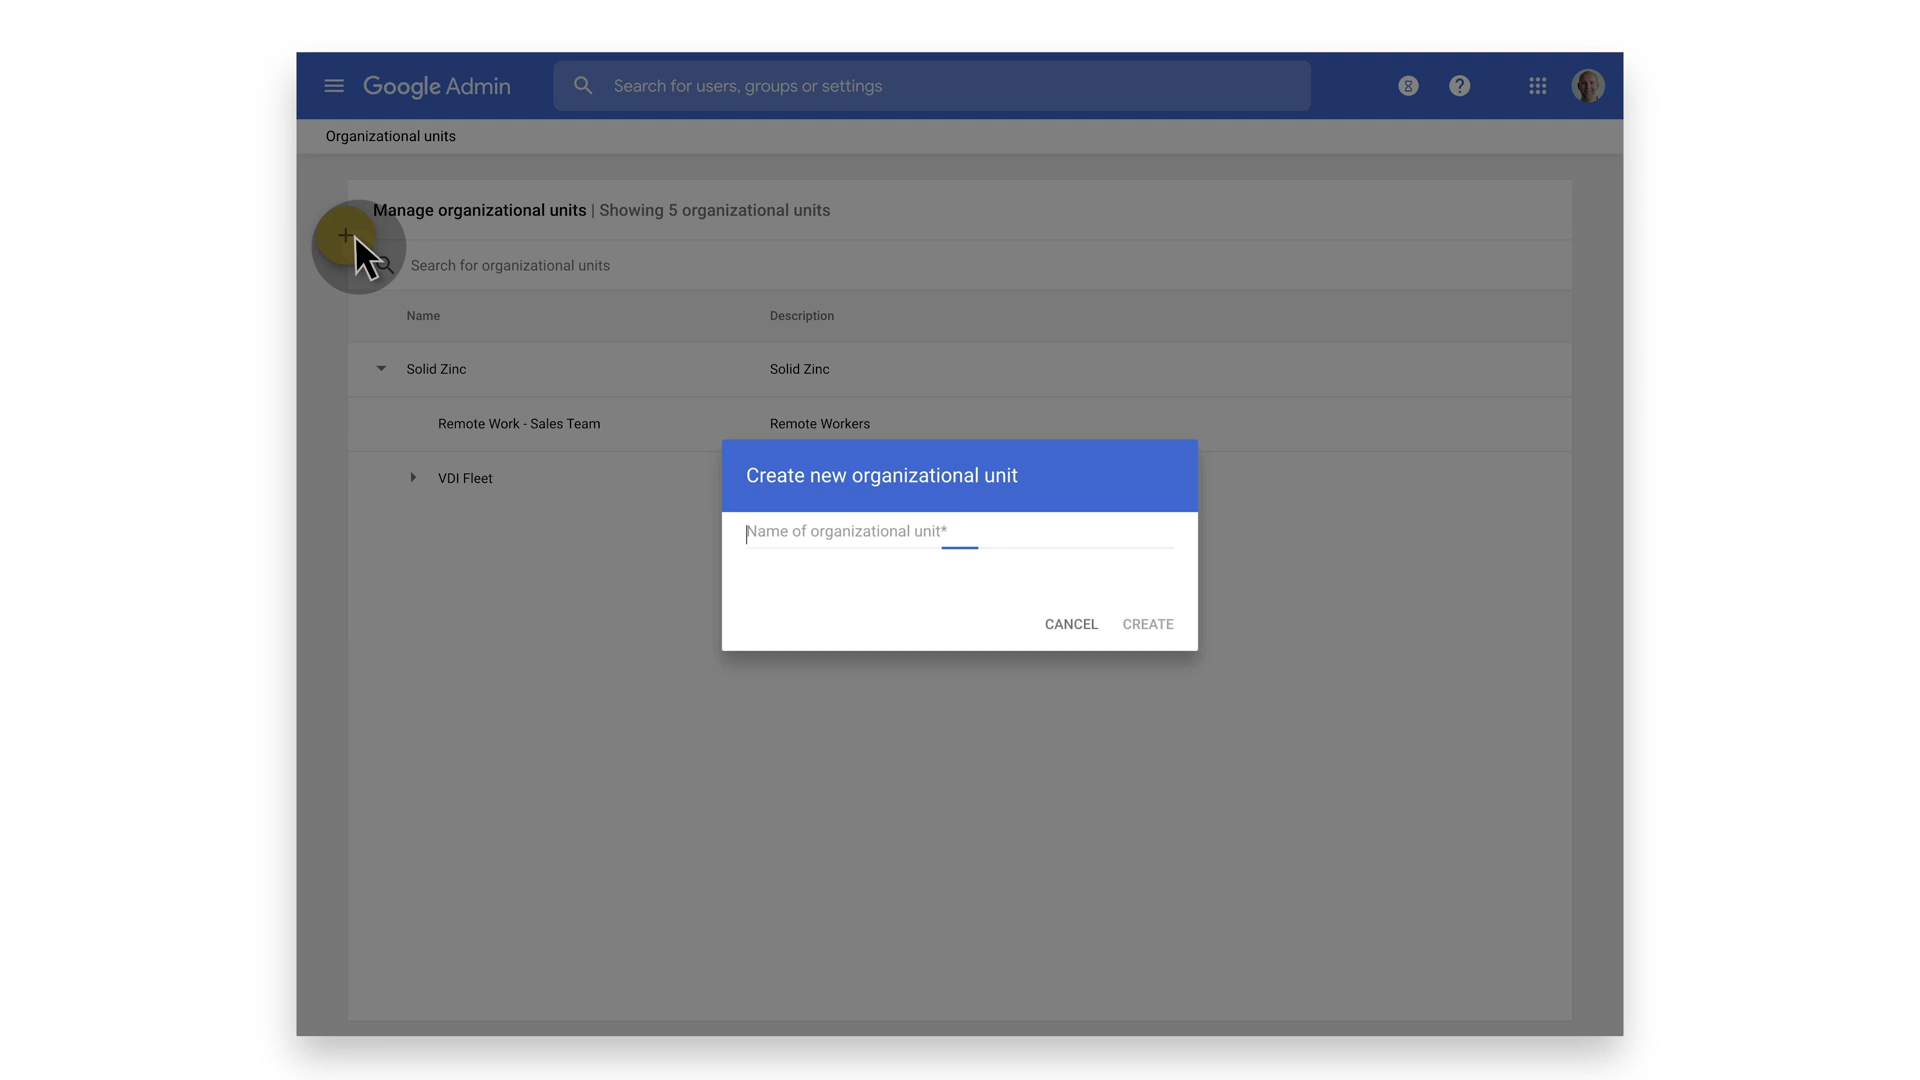 Google Admin
Search for users, groups or settings
Organizational units
Manage organizational units | Showing 5 organizational units
Search for organizational units
Name Description
Solid Zinc Solid Zinc
Remote Work - Sales Team Remote Workers
VDI Fleet
Create new organizational unit
Name of organizational unit*
CANCEL CREATE